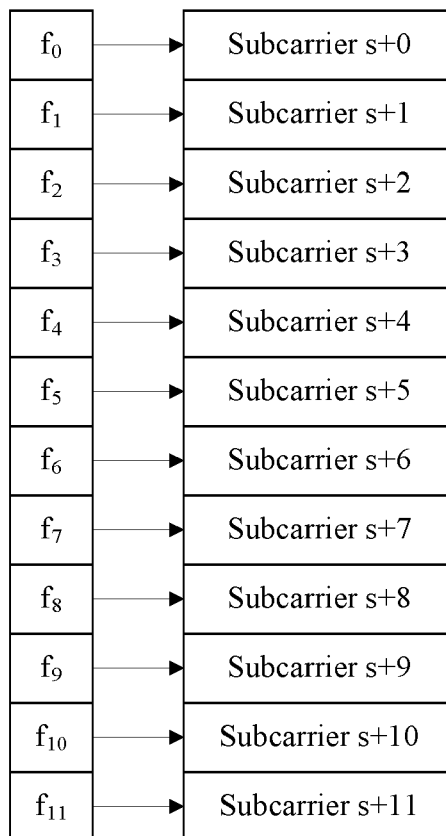 f₀ Subcarrier s+0
f₁ Subcarrier s+1
f₂ Subcarrier s+2
f₃ Subcarrier s+3
f₄ Subcarrier s+4
f₅ Subcarrier s+5
f₆ Subcarrier s+6
f₇ Subcarrier s+7
f₈ Subcarrier s+8
f₉ Subcarrier s+9
f₁₀ Subcarrier s+10
f₁₁ Subcarrier s+11